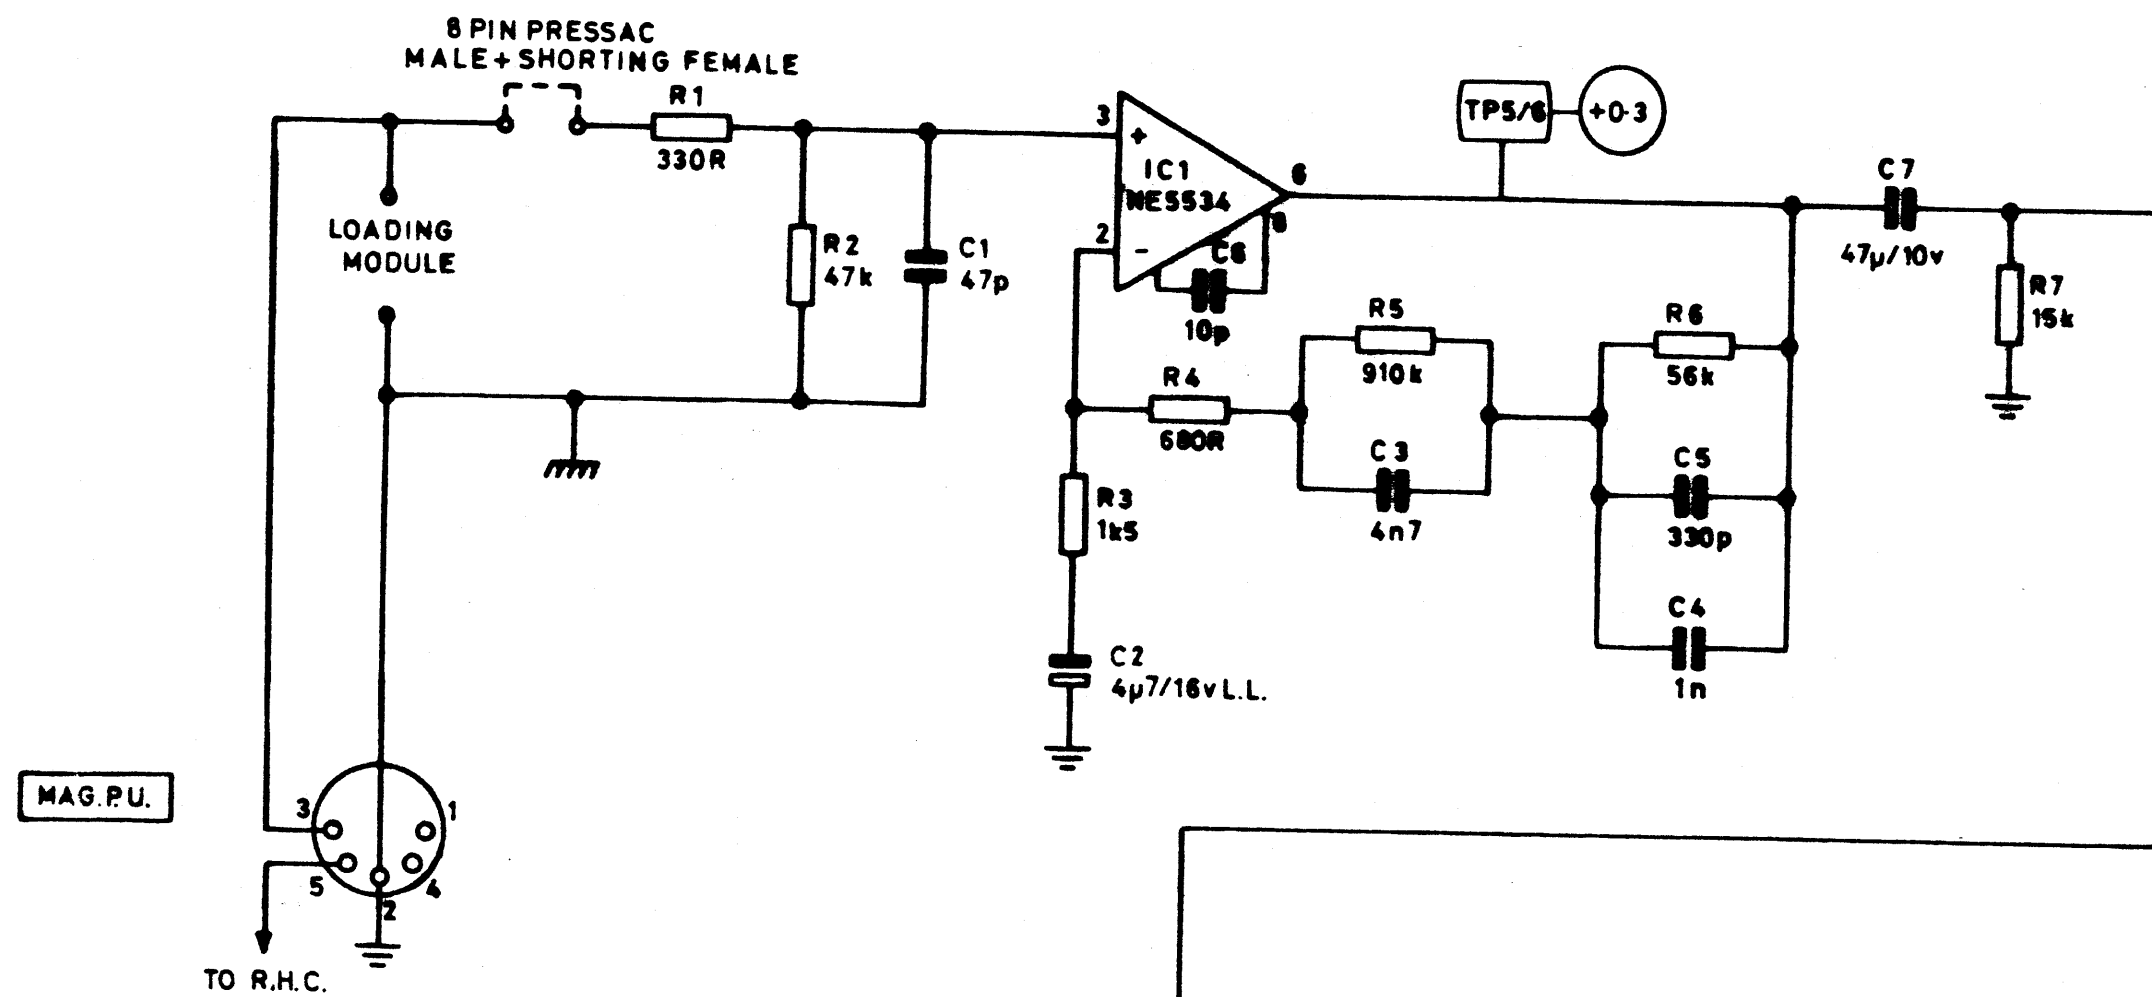 8 PIN PRESSAC
MALE+SHORTING FEMALE
R1
330R
LOADING
MODULE
R2
47k
C1
47p
3
+
IC1
NE5534
2
-
6
8
C6
10p
TP5/6
+0·3
C7
47µ/10v
R7
15k
R4
680R
R5
910k
C3
4n7
R6
56k
C5
330p
C4
1n
R3
1k5
C2
4µ7/16v L.L.
MAG.P.U.
3
1
5
4
2
TO R.H.C.